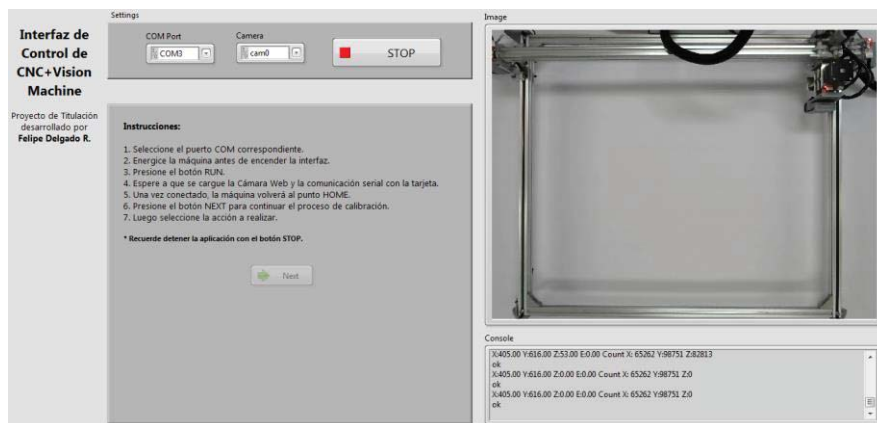 Interfaz de
Control de
CNC+Vision
Machine
Proyecto de Titulación
desarrollado por
Felipe Delgado R.
Settings
COM Port
COM3
Camera
cam0
STOP
Instrucciones:
1. Seleccione el puerto COM correspondiente.
2. Energice la máquina antes de encender la interfaz.
3. Presione el botón RUN.
4. Espere a que se cargue la Cámara Web y la comunicación serial con la tarjeta.
5. Una vez conectado, la máquina volverá al punto HOME.
6. Presione el botón NEXT para continuar el proceso de calibración.
7. Luego seleccione la acción a realizar.
* Recuerde detener la aplicación con el botón STOP.
Next
Image
Console
X:405.00 Y:616.00 Z:53.00 E:0.00 Count X: 65262 Y:98751 Z:82813
ok
X:405.00 Y:616.00 Z:0.00 E:0.00 Count X: 65262 Y:98751 Z:0
ok
X:405.00 Y:616.00 Z:0.00 E:0.00 Count X: 65262 Y:98751 Z:0
ok